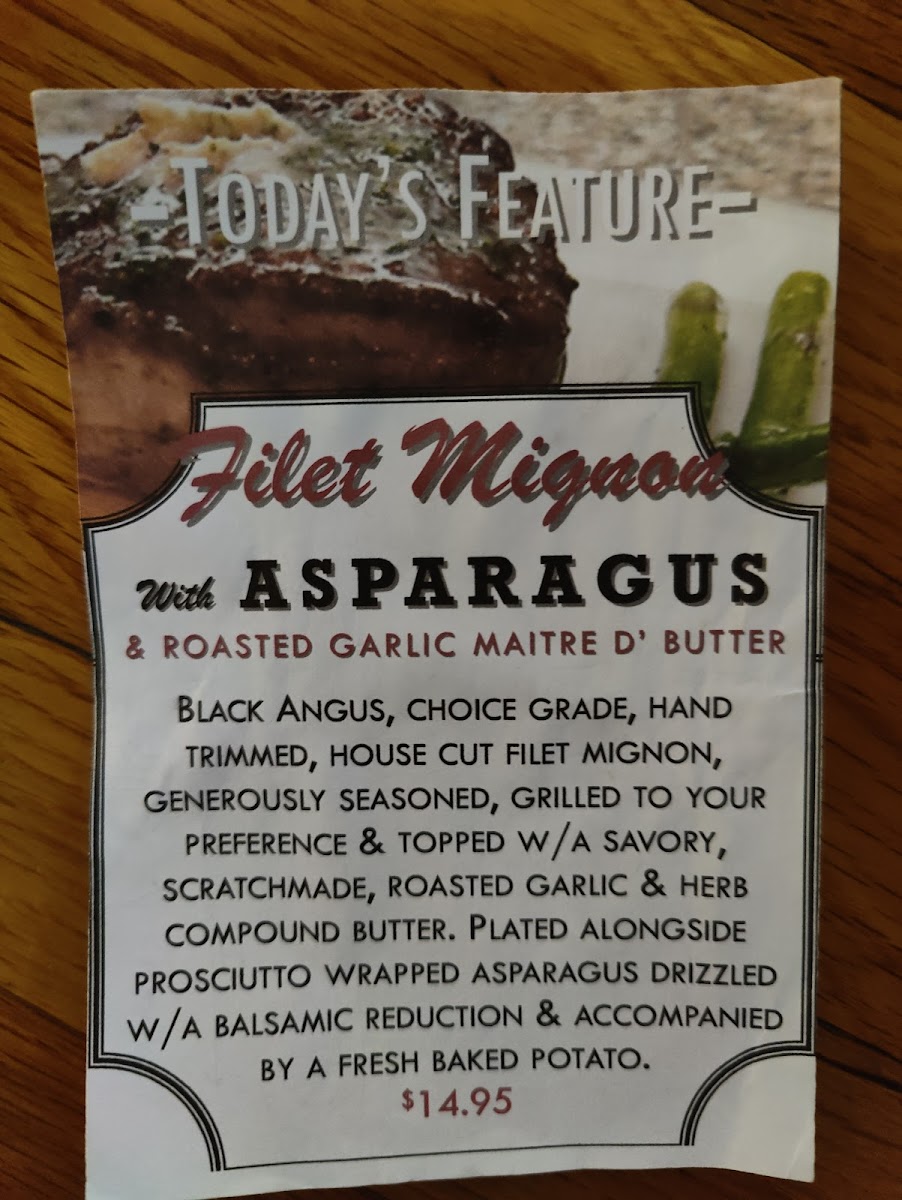 -Today's Feature-
Filet Mignon
With ASPARAGUS
& ROASTED GARLIC MAITRE D' BUTTER
BLACK ANGUS, CHOICE GRADE, HAND
TRIMMED, HOUSE CUT FILET MIGNON,
GENEROUSLY SEASONED, GRILLED TO YOUR
PREFERENCE & TOPPED W/A SAVORY,
SCRATCHMADE, ROASTED GARLIC & HERB
COMPOUND BUTTER. PLATED ALONGSIDE
PROSCIUTTO WRAPPED ASPARAGUS DRIZZLED
W/A BALSAMIC REDUCTION & ACCOMPANIED
BY A FRESH BAKED POTATO.
$14.95